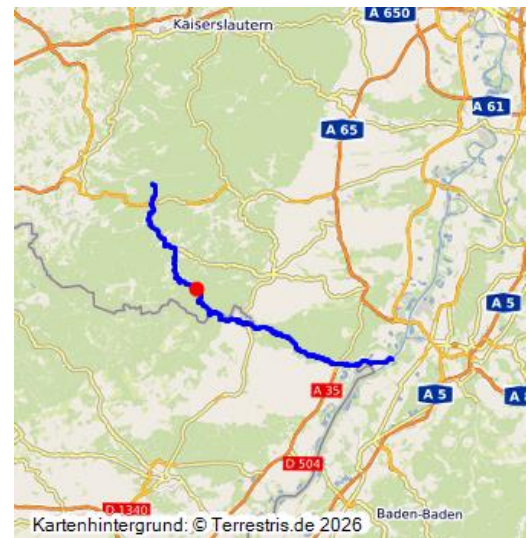 Kaiserslautern
A 650
A 61
A 65
A 5
A 35
A 5
D 504
D 1340
Baden-Baden
Kartenhintergrund: © Terrestris.de 2026